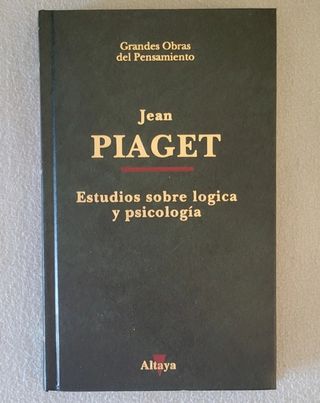 Grandes Obras
del Pensamiento
Jean
PIAGET
Estudios sobre logica
y psicología
Altaya